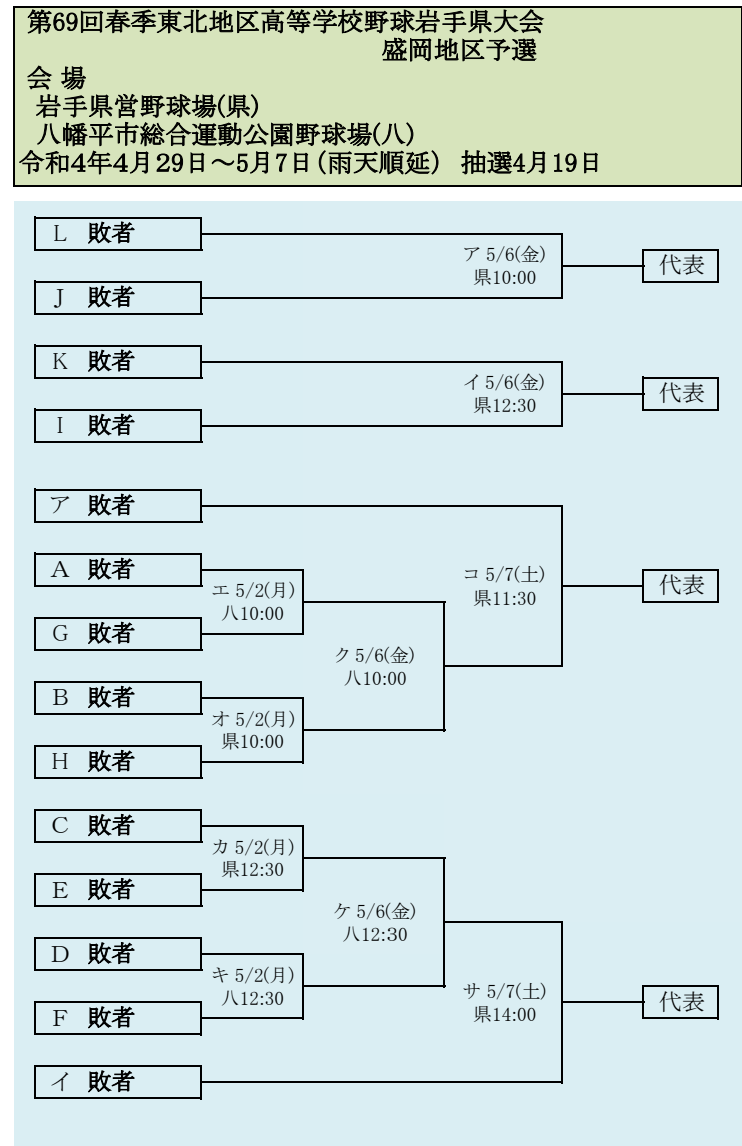 第69回春季東北地区高等学校野球岩手県大会
盛岡地区予選
会 場
岩手県営野球場(県)
八幡平市総合運動公園野球場(八)
令和4年4月29日～5月7日(雨天順延) 抽選4月19日
L 敗者
ア 5/6(金)
県10:00
代表
J 敗者
K 敗者
イ 5/6(金)
県12:30
代表
I 敗者
ア 敗者
A 敗者
エ 5/2(月)
八10:00
コ 5/7(土)
県11:30
代表
G 敗者
ク 5/6(金)
八10:00
B 敗者
オ 5/2(月)
県10:00
H 敗者
C 敗者
カ 5/2(月)
県12:30
E 敗者
ケ 5/6(金)
八12:30
D 敗者
キ 5/2(月)
八12:30
サ 5/7(土)
県14:00
代表
F 敗者
イ 敗者